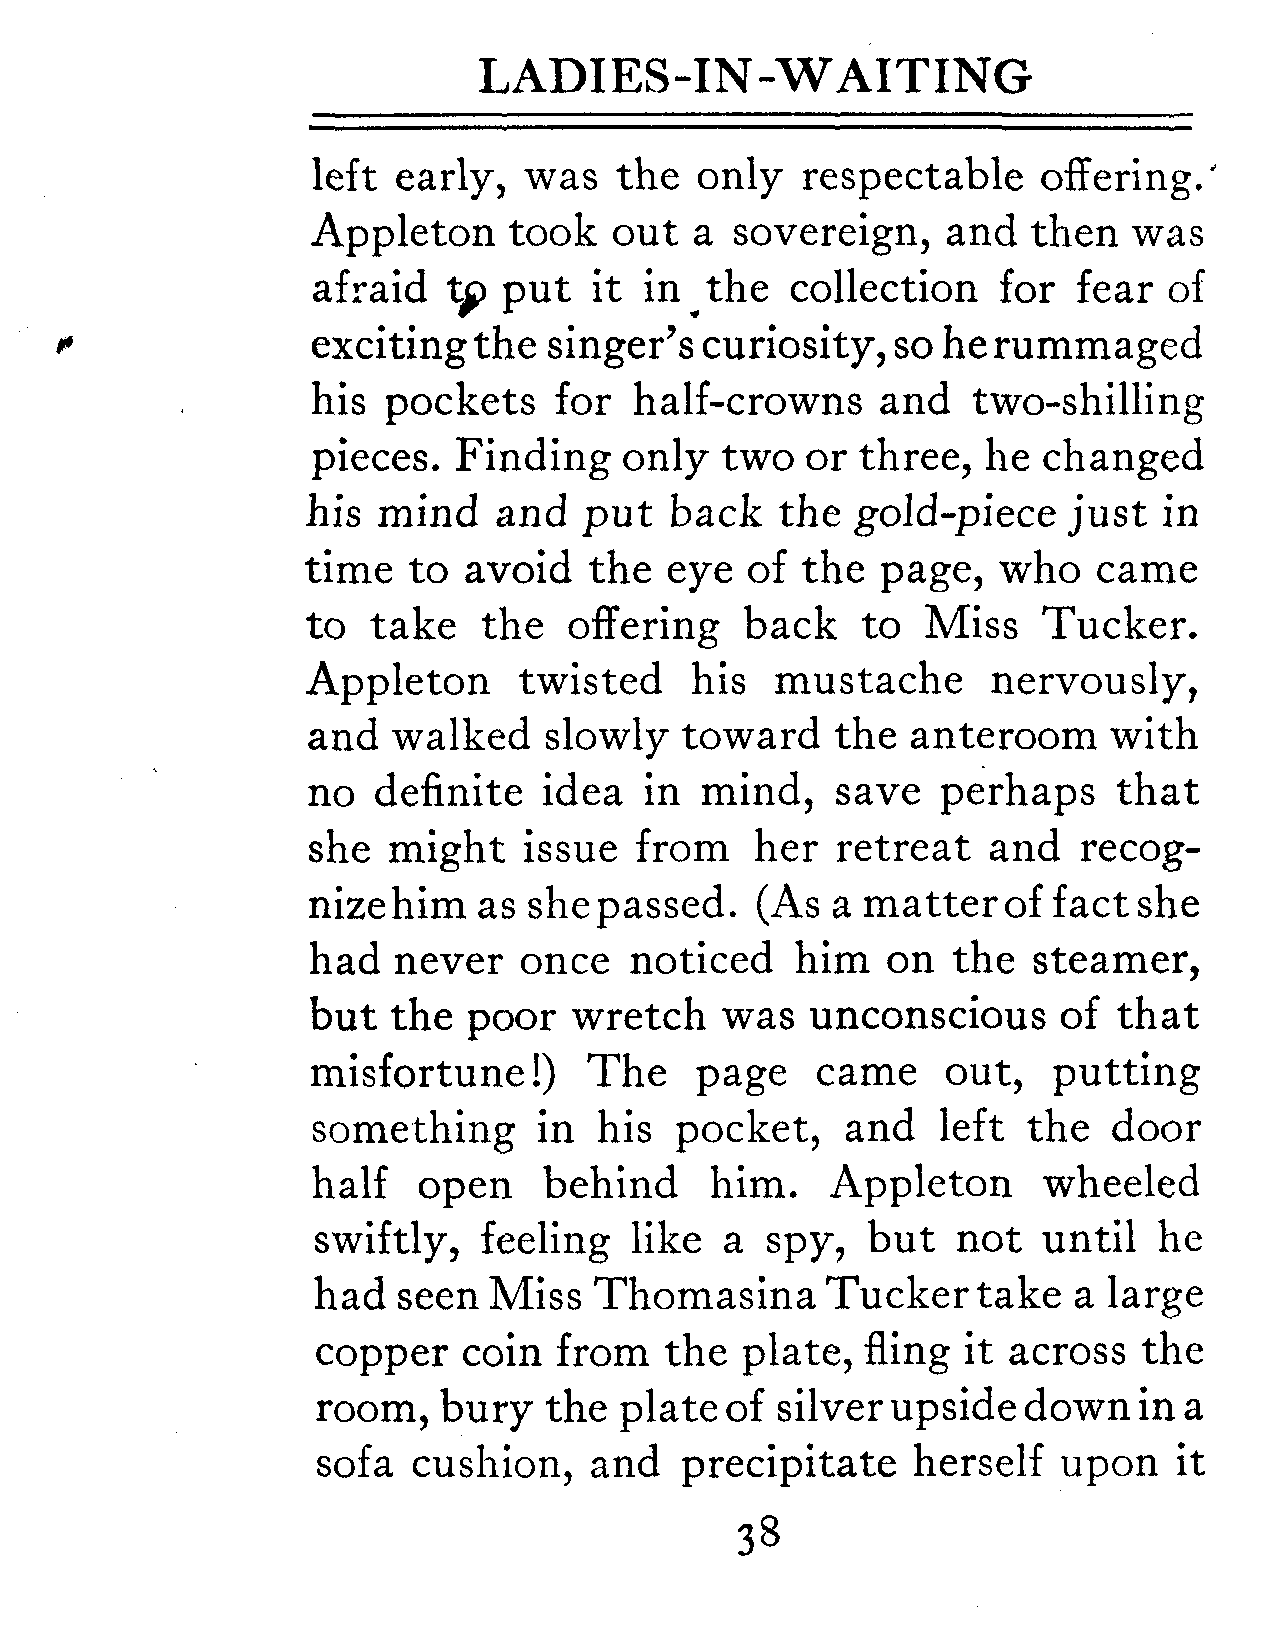 LADIES-IN-WAITING
left early, was the only respectable offering.
Appleton took out a sovereign, and then was
afraid to put it in the collection for fear of
exciting the singer's curiosity, so he rummaged
his pockets for half-crowns and two-shilling
pieces. Finding only two or three, he changed
his mind and put back the gold-piece just in
time to avoid the eye of the page, who came
to take the offering back to Miss Tucker.
Appleton twisted his mustache nervously,
and walked slowly toward the anteroom with
no definite idea in mind, save perhaps that
she might issue from her retreat and recog-
nize him as she passed. (As a matter of fact she
had never once noticed him on the steamer,
but the poor wretch was unconscious of that
misfortune!) The page came out, putting
something in his pocket, and left the door
half open behind him. Appleton wheeled
swiftly, feeling like a spy, but not until he
had seen Miss Thomasina Tucker take a large
copper coin from the plate, fling it across the
room, bury the plate of silver upside down in a
sofa cushion, and precipitate herself upon it
38